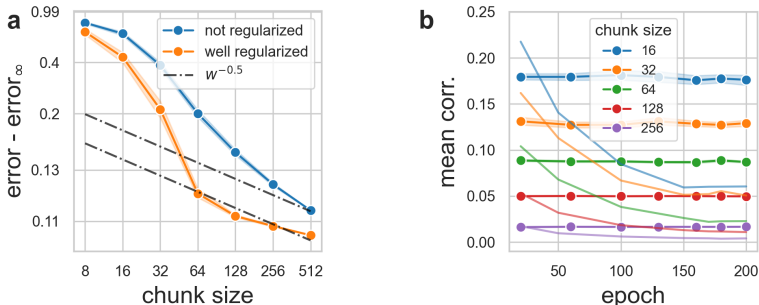 a
error - error∞
0.99
0.4
0.2
0.13
0.11
8 16 32 64 128 256 512
chunk size
not regularized
well regularized
w^−0.5
b
mean corr.
0.25
0.20
0.15
0.10
0.05
0.00
50 100 150 200
epoch
chunk size
16
32
64
128
256